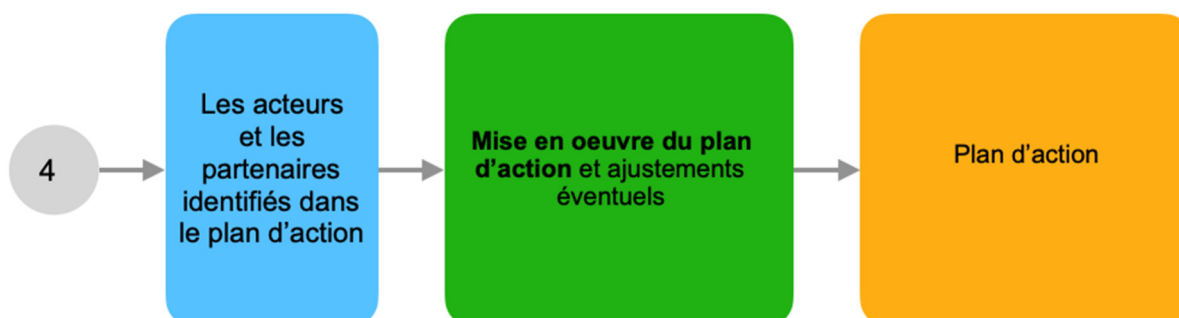 4
Les acteurs
et les
partenaires
identifiés dans
le plan d’action
Mise en oeuvre du plan
d’action et ajustements
éventuels
Plan d’action